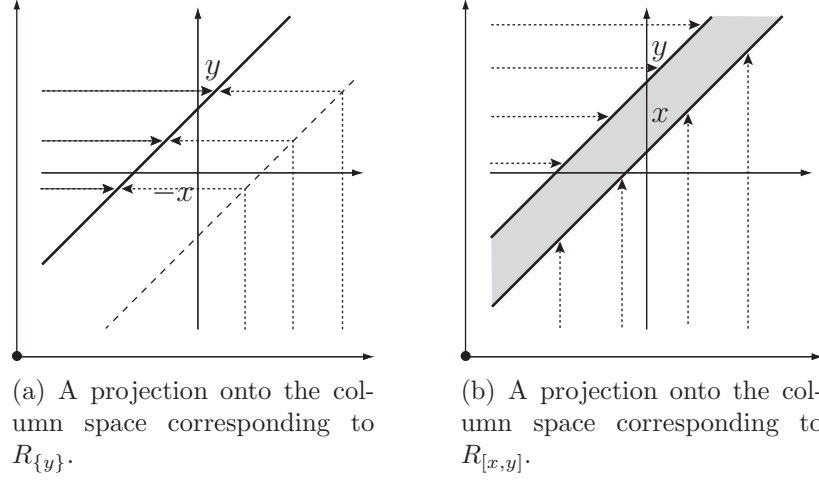 y
−x
y
x
(a) A projection onto the col-
umn space corresponding to
R{y}.
(b) A projection onto the col-
umn space corresponding to
R[x,y].